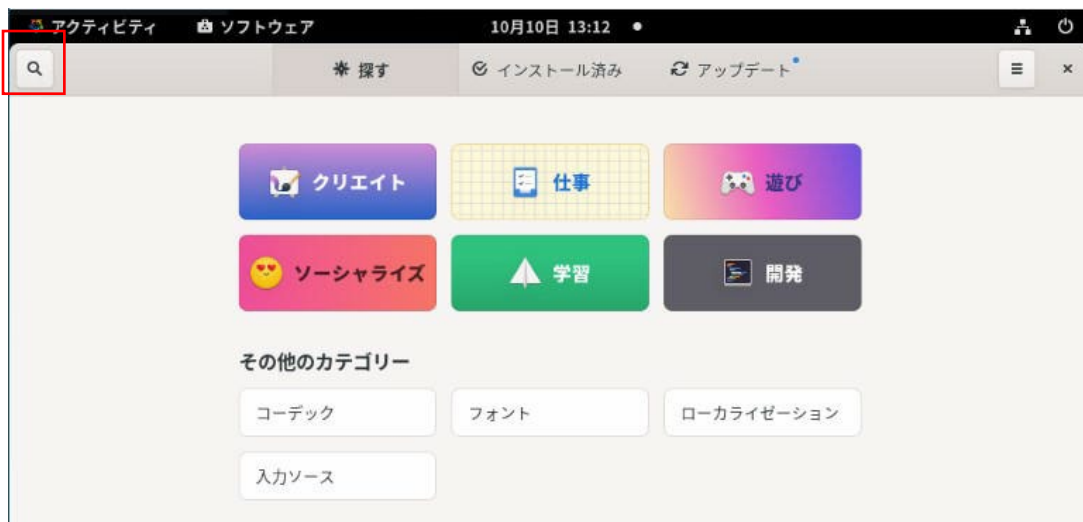 アクティビティ ソフトウェア 10月10日 13:12
探す インストール済み アップデート
クリエイト 仕事 遊び
ソーシャライズ 学習 開発
その他のカテゴリー
コーデック フォント ローカライゼーション
入力ソース